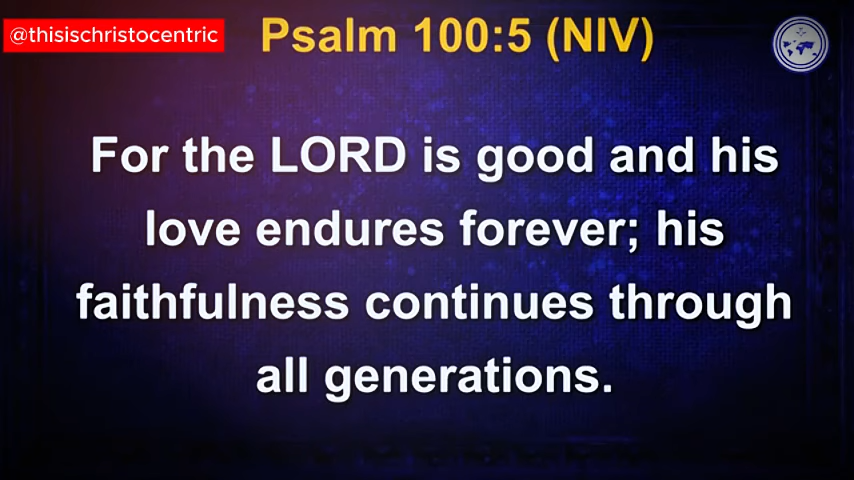 @thisischristocentric
Psalm 100:5 (NIV)
For the LORD is good and his
love endures forever; his
faithfulness continues through
all generations.